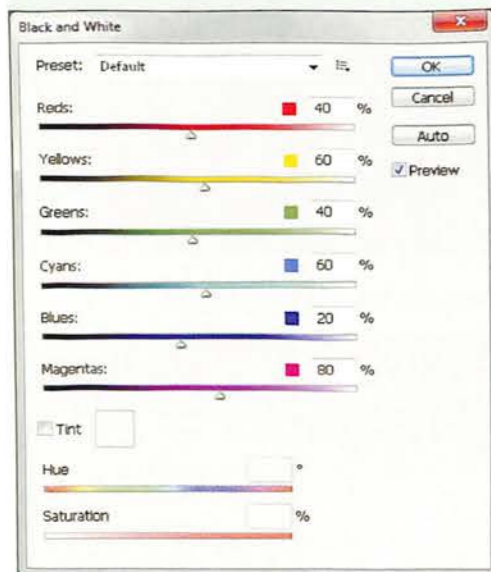 Black and White
x
Preset: Default
OK
Cancel
Auto
Preview
Reds: 40 %
Yellows: 60 %
Greens: 40 %
Cyans: 60 %
Blues: 20 %
Magentas: 80 %
Tint
Hue °
Saturation %